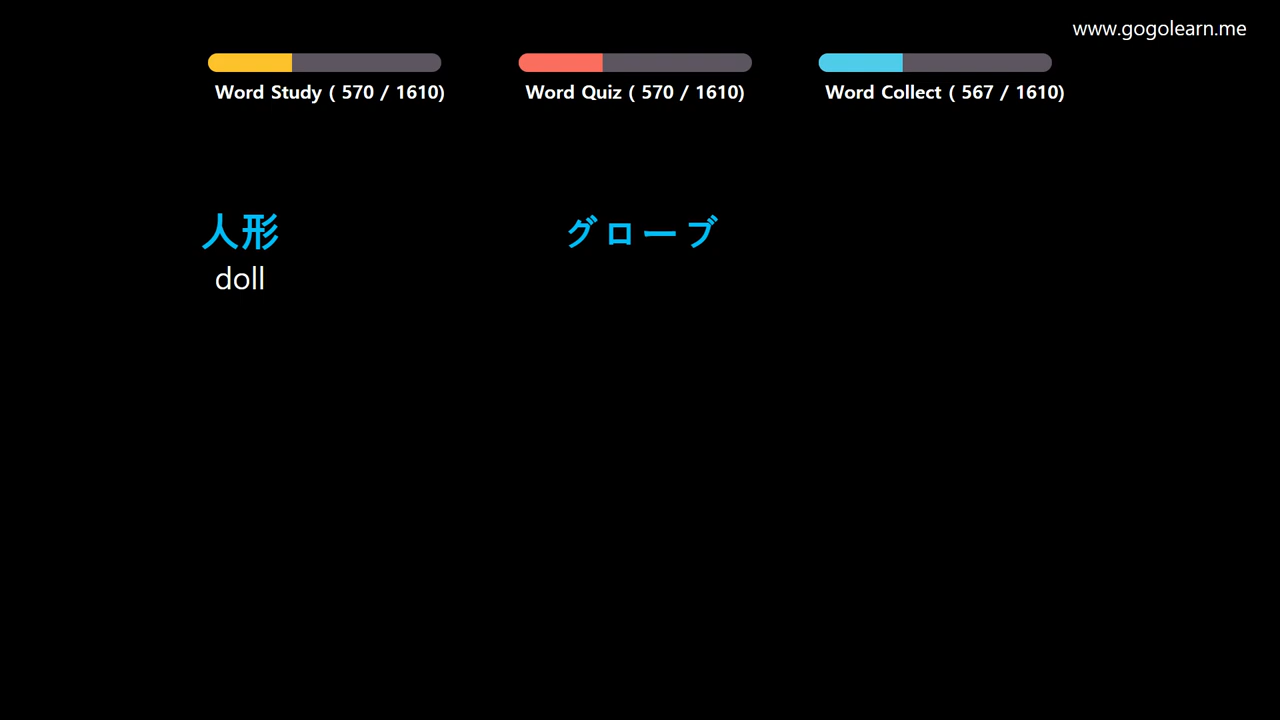 www.gogolearn.me
Word Study ( 570 / 1610)
Word Quiz ( 570 / 1610)
Word Collect ( 567 / 1610)
人形
グローブ
doll